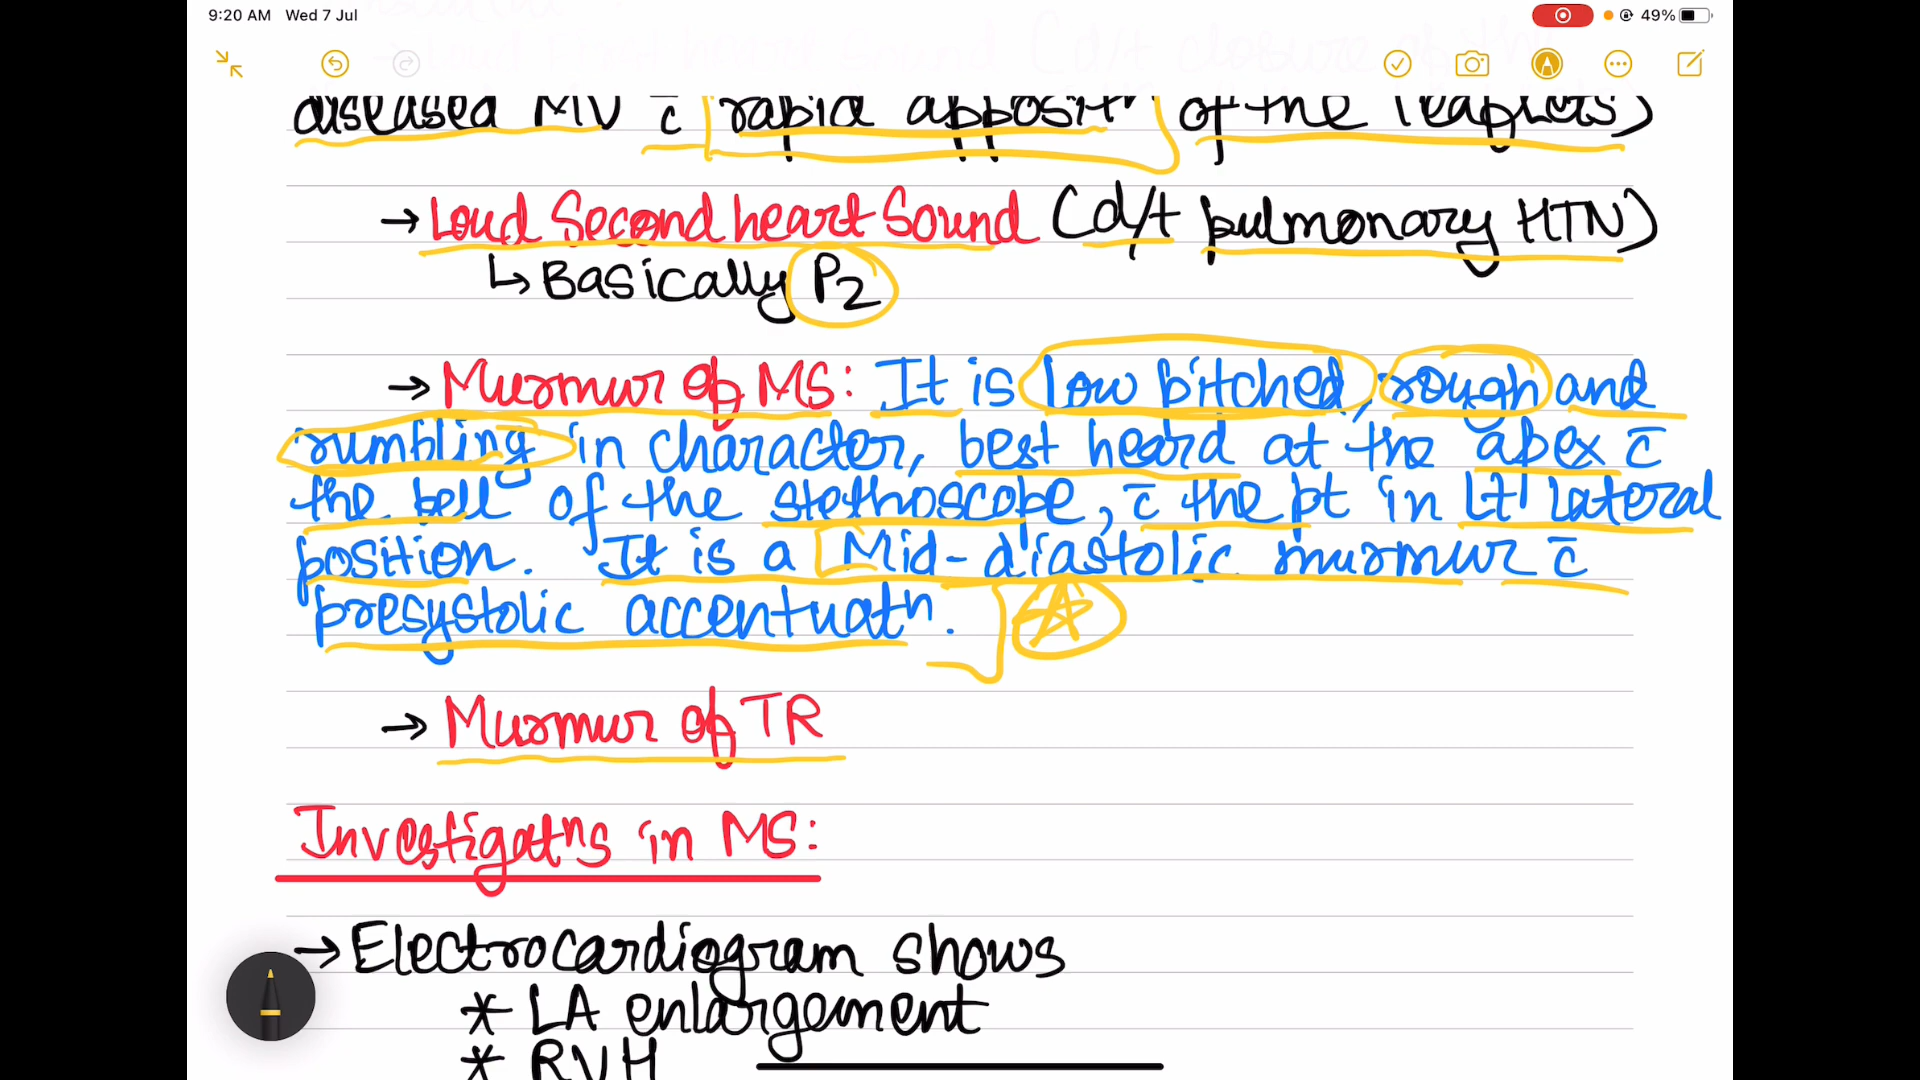 9:20 AM Wed 7 Jul
49%
diseased MV c̄ rapid appositⁿ of the leaflets)
→ Loud Second heart Sound (d/t pulmonary HTN)
↳ Basically P₂
→ Murmur of MS: It is low pitched, rough and
rumbling in character, best heard at the apex c̄
the bell of the stethoscope, c̄ the pt in Lt lateral
position. It is a Mid-diastolic murmur c̄
presystolic accentuatⁿ.
→ Murmur of TR
Investigatⁿs in MS:
→ Electrocardiogram shows
* LA enlargement
* RVH